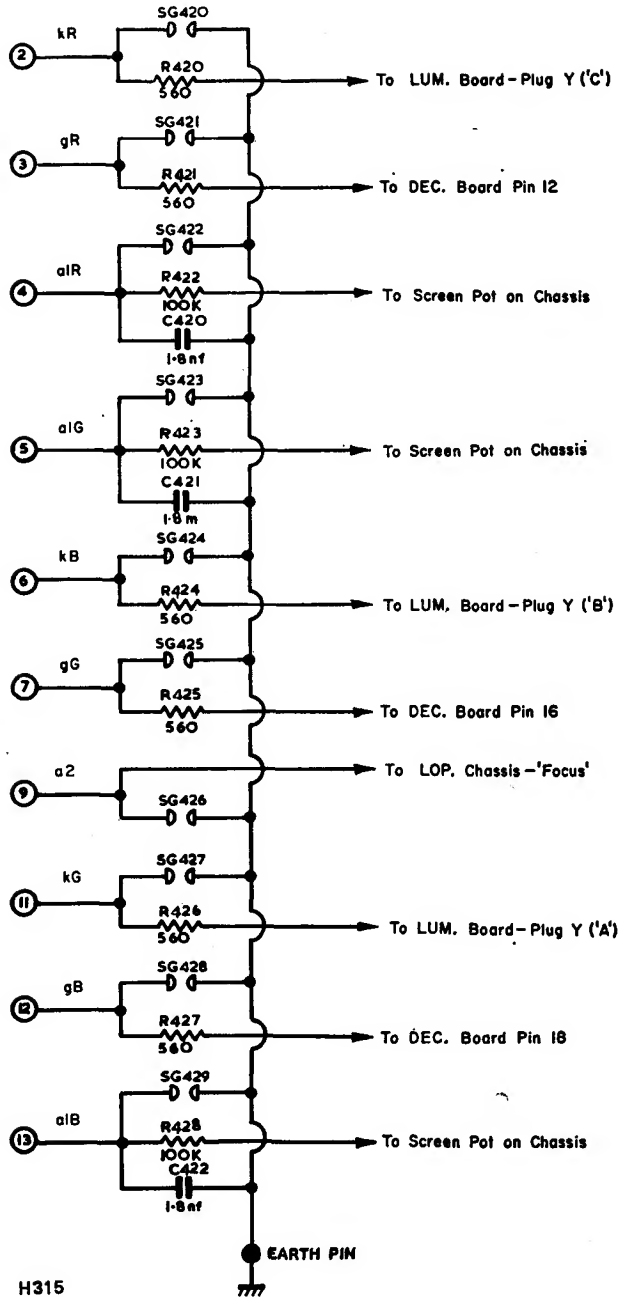 SG420
kR
2
R420
560
To LUM. Board-Plug Y ('C')
SG421
gR
3
R421
560
To DEC. Board Pin 12
SG422
a1R
4
R422
100K
To Screen Pot on Chassis
C420
1·8nf
SG423
a1G
5
R423
100K
To Screen Pot on Chassis
C421
1·8m
SG424
kB
6
R424
560
To LUM. Board-Plug Y ('B')
SG425
gG
7
R425
560
To DEC. Board Pin 16
a2
9
To LOP. Chassis-'Focus'
SG426
SG427
kG
11
R426
560
To LUM. Board-Plug Y ('A')
SG428
gB
12
R427
560
To DEC. Board Pin 18
SG429
a1B
13
R428
100K
To Screen Pot on Chassis
C422
1·8nf
EARTH PIN
H315